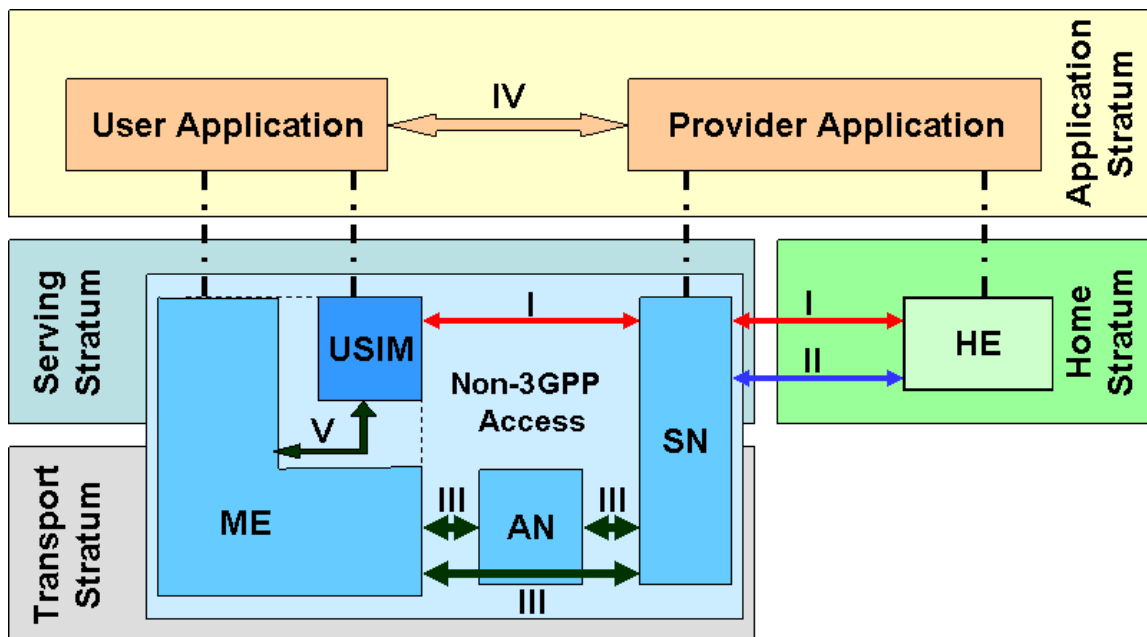 IV
User Application
Provider Application
Application
Stratum
Serving
Stratum
USIM
I
I
II
HE
Home
Stratum
Non-3GPP
Access
V
SN
ME
III
AN
III
III
Transport
Stratum